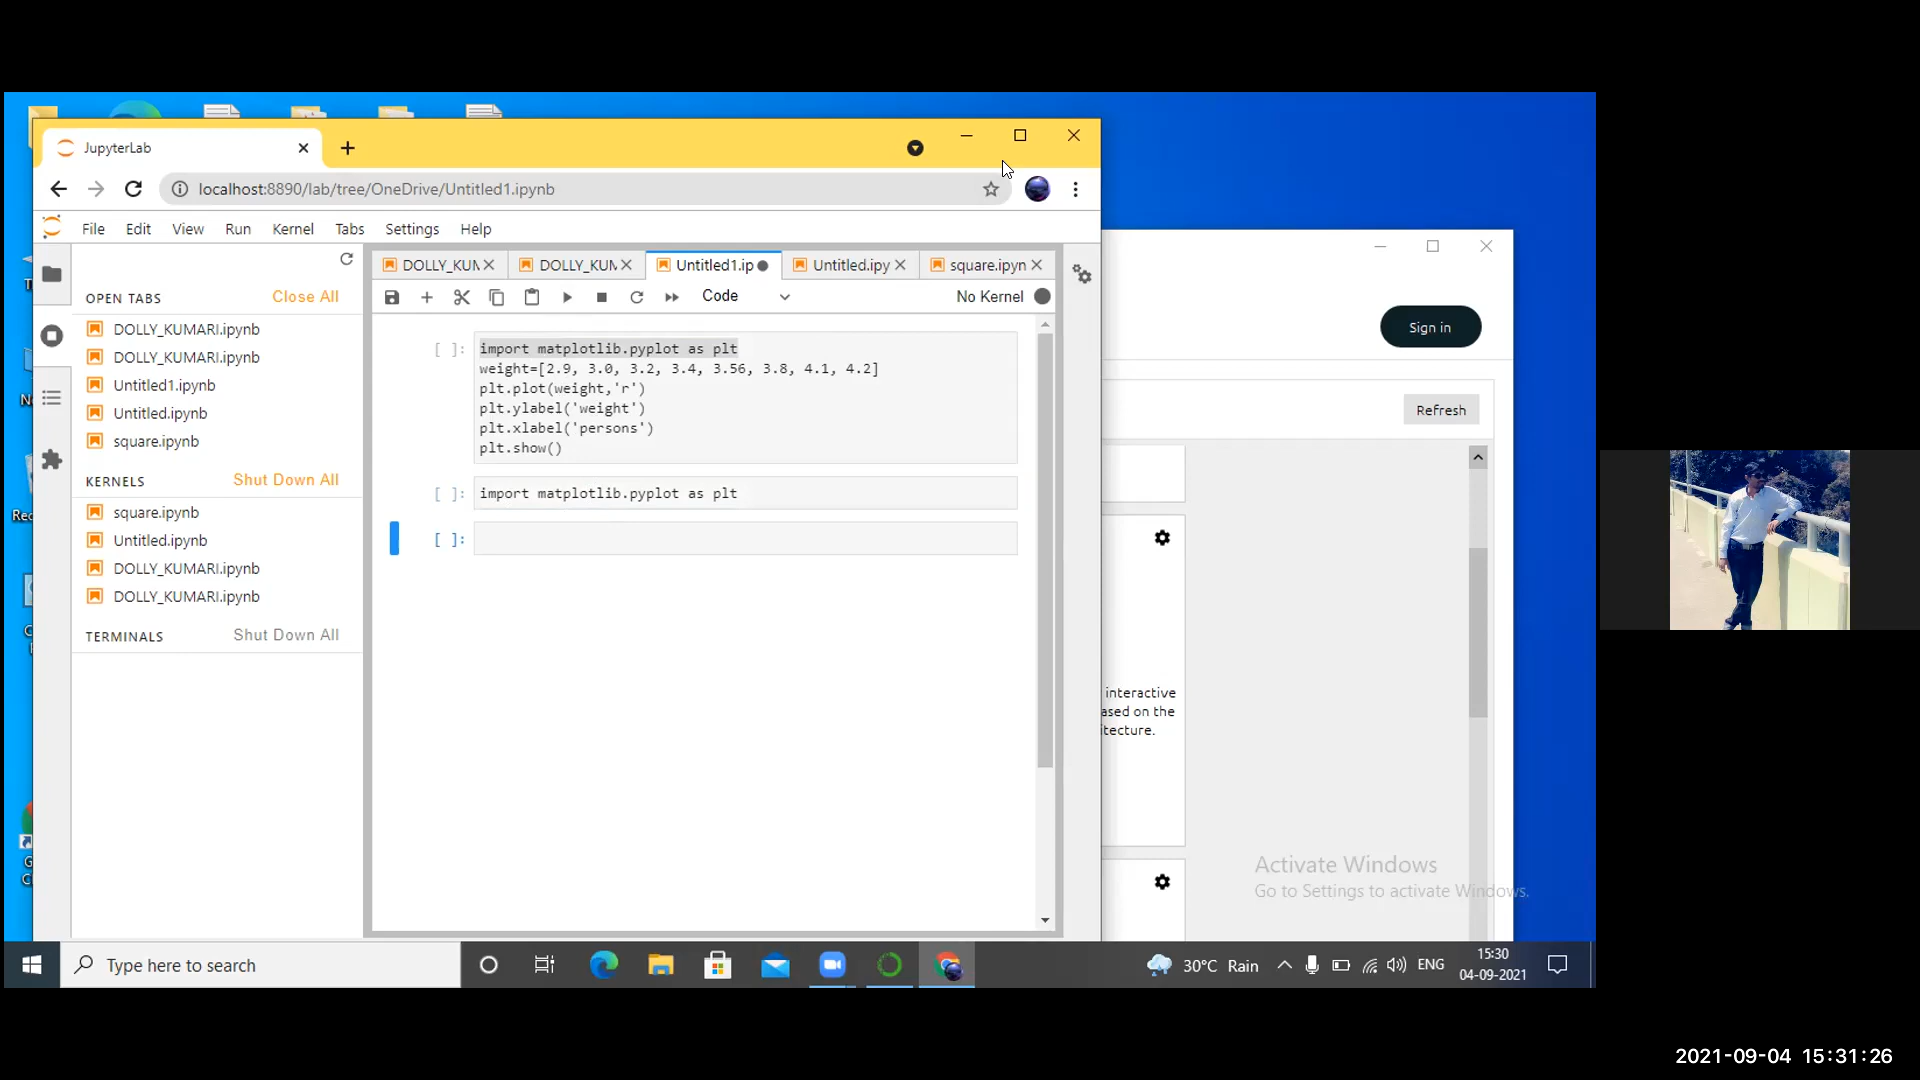 JupyterLab
localhost:8890/lab/tree/OneDrive/Untitled1.ipynb
File Edit View Run Kernel Tabs Settings Help
DOLLY_KUM DOLLY_KUM Untitled1.ip Untitled.ipy square.ipyn
Code No Kernel
OPEN TABS Close All
DOLLY_KUMARI.ipynb
DOLLY_KUMARI.ipynb
Untitled1.ipynb
Untitled.ipynb
square.ipynb
KERNELS Shut Down All
square.ipynb
Untitled.ipynb
DOLLY_KUMARI.ipynb
DOLLY_KUMARI.ipynb
TERMINALS Shut Down All
[ ]: import matplotlib.pyplot as plt
weight=[2.9, 3.0, 3.2, 3.4, 3.56, 3.8, 4.1, 4.2]
plt.plot(weight,'r')
plt.ylabel('weight')
plt.xlabel('persons')
plt.show()
[ ]: import matplotlib.pyplot as plt
[ ]:
Sign in
Refresh
interactive
ased on the
itecture.
Activate Windows
Go to Settings to activate Windows.
Type here to search
30°C Rain
ENG
15:30
04-09-2021
2021-09-04 15:31:26